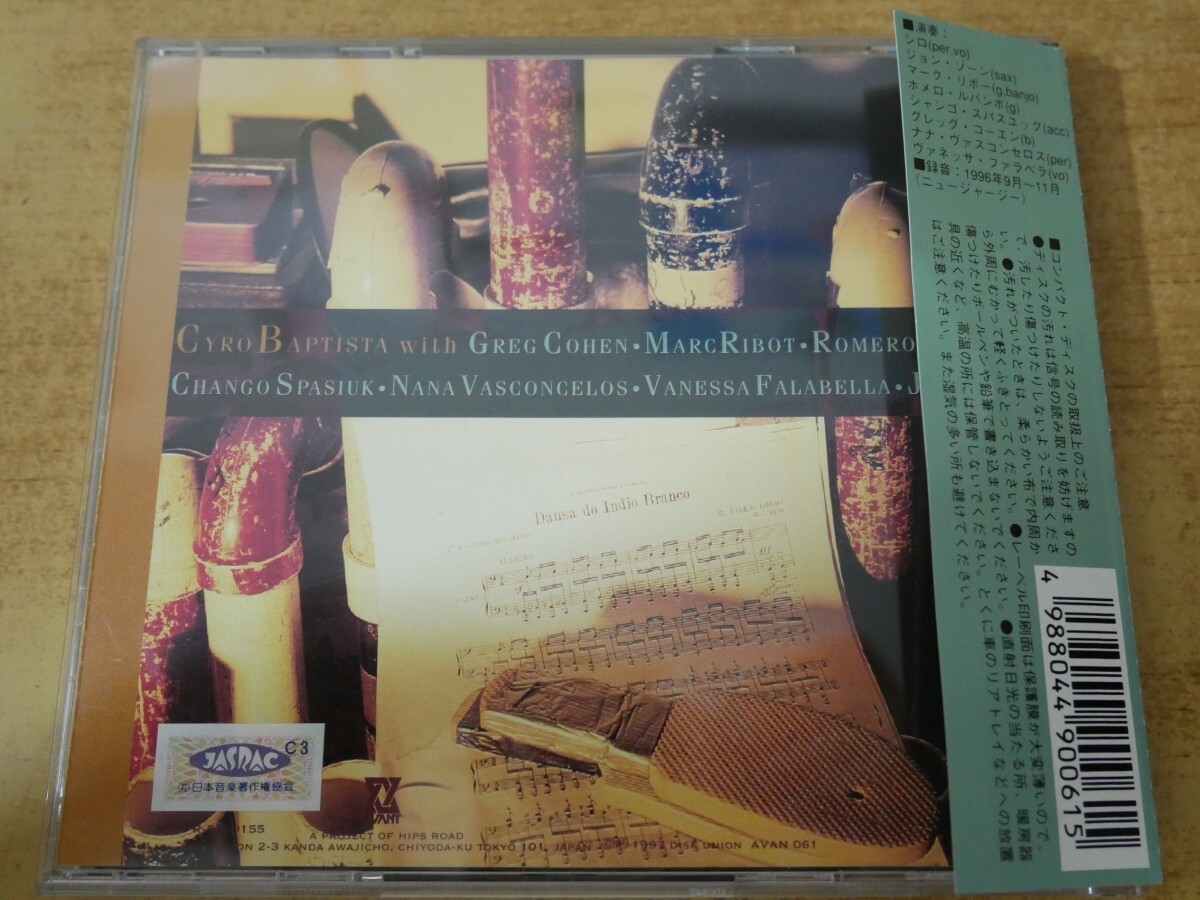 CYRO BAPTISTA with GREG COHEN • MARC RIBOT • ROMERO
CHANGO SPASIUK • NANA VASCONCELOS • VANESSA FALABELLA • J
Dansa do Indio Branco
JASRAC
C3
日本音楽著作権協会
0155
A PROJECT OF HIPS ROAD
ON 2-3 KANDA AWAJICHO, CHIYODA-KU TOKYO 101, JAPAN
1997 DISK UNION AVAN 061
■演奏:
シロ(per,vo)
ジョン・ゾーン(sax)
マーク・リボー(g,banjo)
ホメロ・ルバンボ(g)
シャンゴ・スパスユック(acc)
グレッグ・コーエン(b)
ナナ・ヴァスコンセロス(per)
ヴァネッサ・ファラベラ(vo)
■録音:1996年9月〜11月
(ニュージャージー)
■コンパクト・ディスクの取扱上のご注意
●ディスクの汚れは信号の読み取りを妨げますの
で、汚したり傷つけたりしないようご注意くださ
い。●汚れがついたときは、柔らかい布で内周か
ら外周にむかって軽くふきとってください。●レーベル印刷面は保護膜が大変薄いので、
傷つけたりボールペンや鉛筆で書き込まないでください。●直射日光の当たる所、暖房器
具の近くなど、高温の所には保管しないでください。とくに車のリアトレイなどへの放置
はご注意ください。また湿気の多い所も避けてください。
4 988044 900615